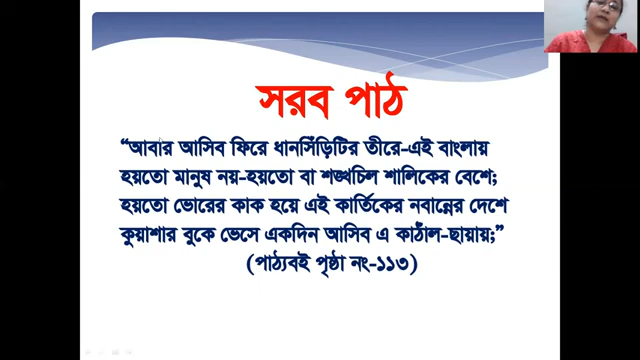 সরব পাঠ
“আবার আসিব ফিরে ধানসিঁড়িটির তীরে-এই বাংলায়
হয়তো মানুষ নয়-হয়তো বা শঙ্খচিল শালিকের বেশে;
হয়তো ভোরের কাক হয়ে এই কার্তিকের নবান্নের দেশে
কুয়াশার বুকে ভেসে একদিন আসিব এ কাঠাঁল-ছায়ায়;”
(পাঠ্যবই পৃষ্ঠা নং-১১৩)